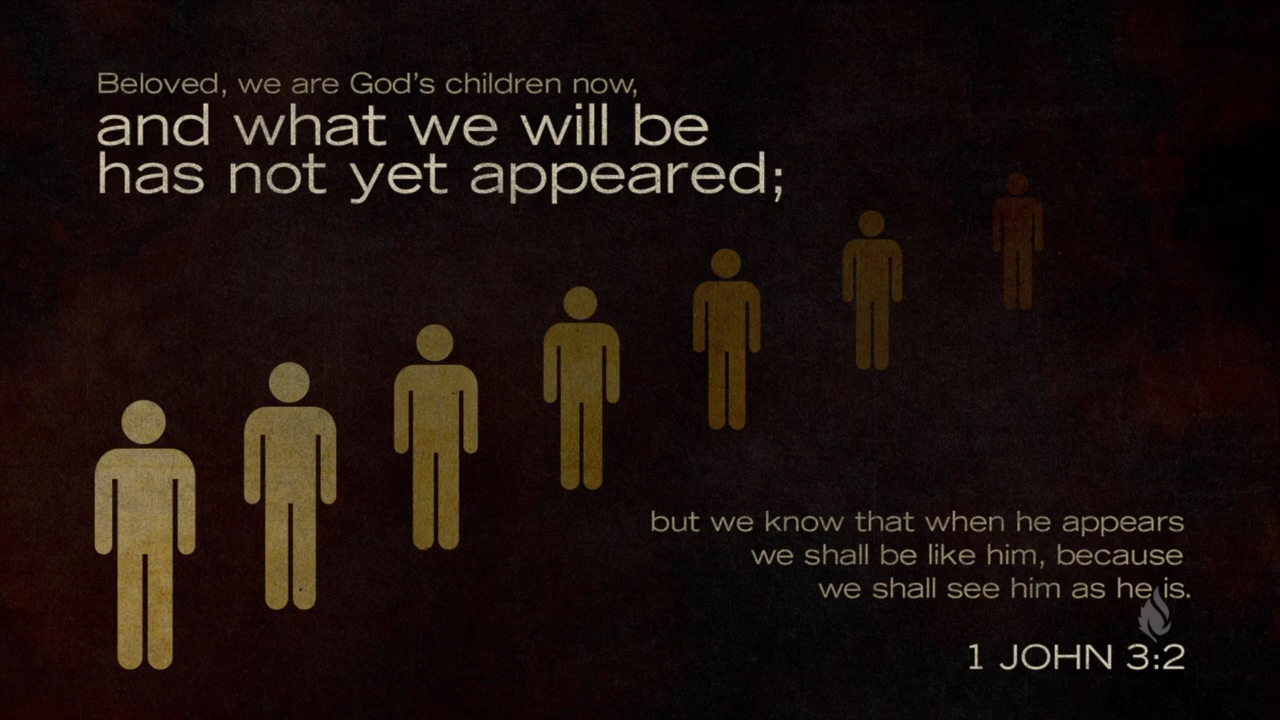 Beloved, we are God's children now,
and what we will be
has not yet appeared;
but we know that when he appears
we shall be like him, because
we shall see him as he is.
1 JOHN 3:2